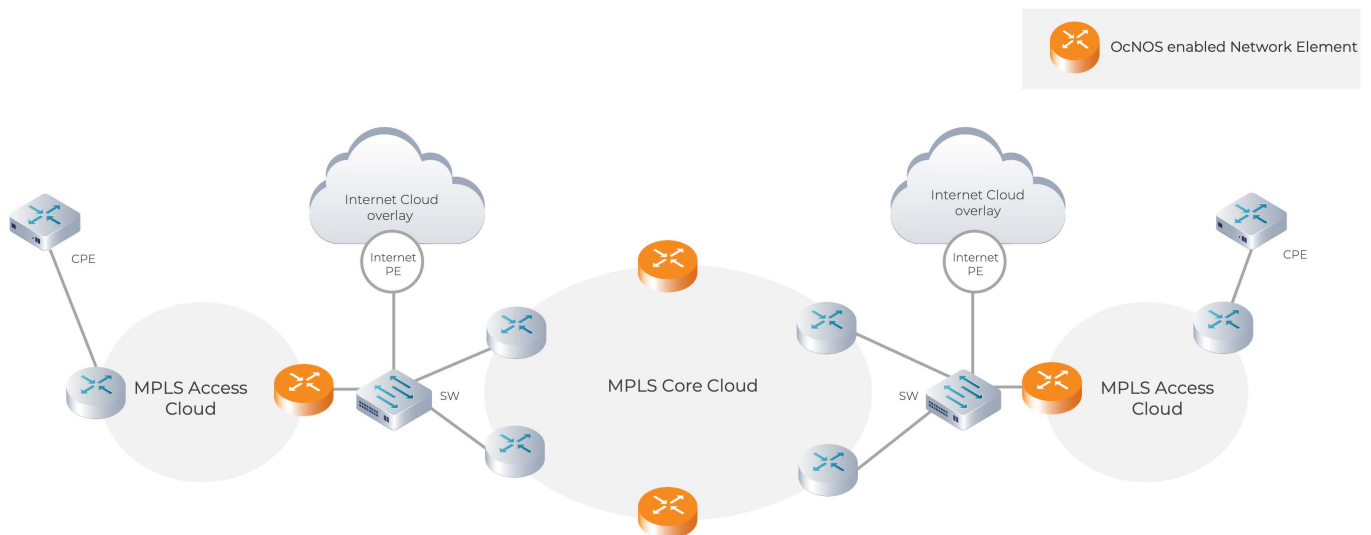 OcNOS enabled Network Element
Internet Cloud
overlay
Internet Cloud
overlay
CPE
Internet
PE
Internet
PE
CPE
MPLS Access
Cloud
SW
MPLS Core Cloud
SW
MPLS Access
Cloud